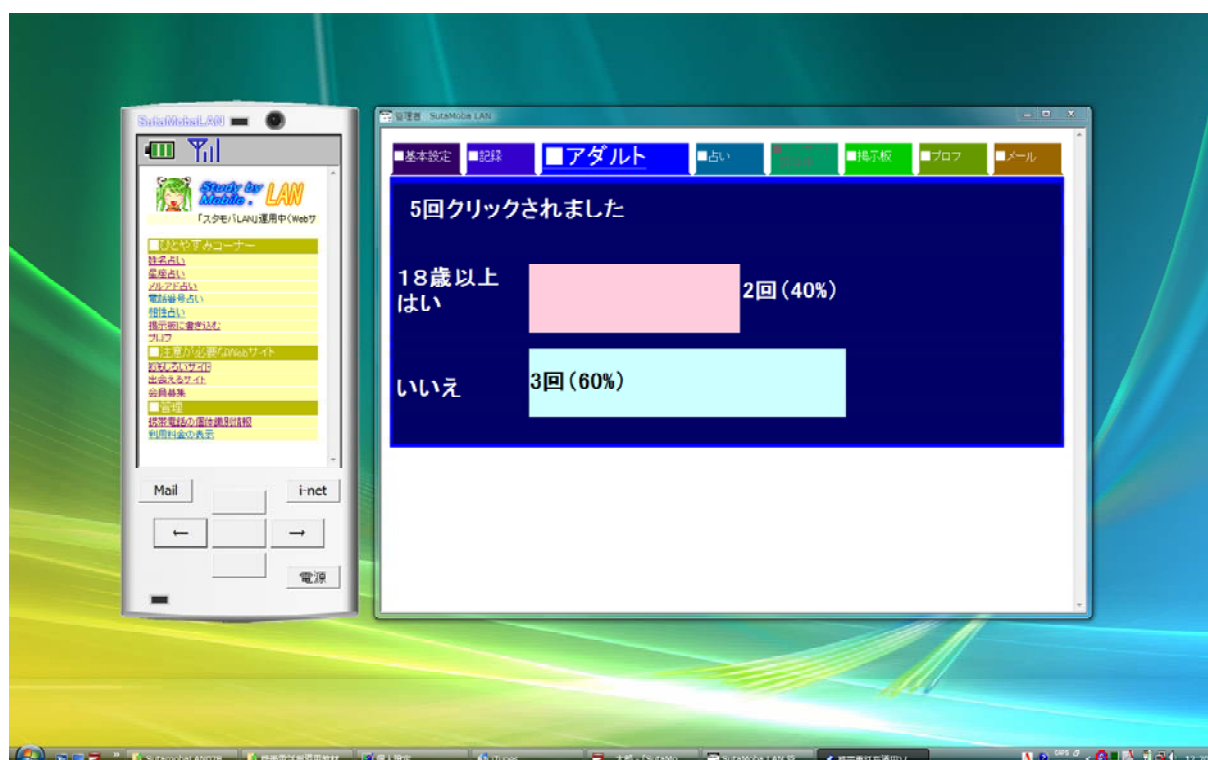 SutaMobaLAN
Study by
Mobile.
LAN
「スタモバLAN」運用中〈Webサ
■ひとやすみコーナー
姓名占い
星座占い
メルアド占い
電話番号占い
相性占い
掲示板に書き込む
プロフ
■注意が必要なWebサイト
おもしろいサイト
出会えるサイト
会員募集
■管理
携帯電話の個体識別情報
利用料金の表示
Mail
i-net
←
→
電源
管理者 SutaMoba LAN
■基本設定
■記録
■アダルト
■占い
■掲示板
■プロフ
■メール
5回クリックされました
18歳以上
はい
2回(40%)
いいえ
3回(60%)